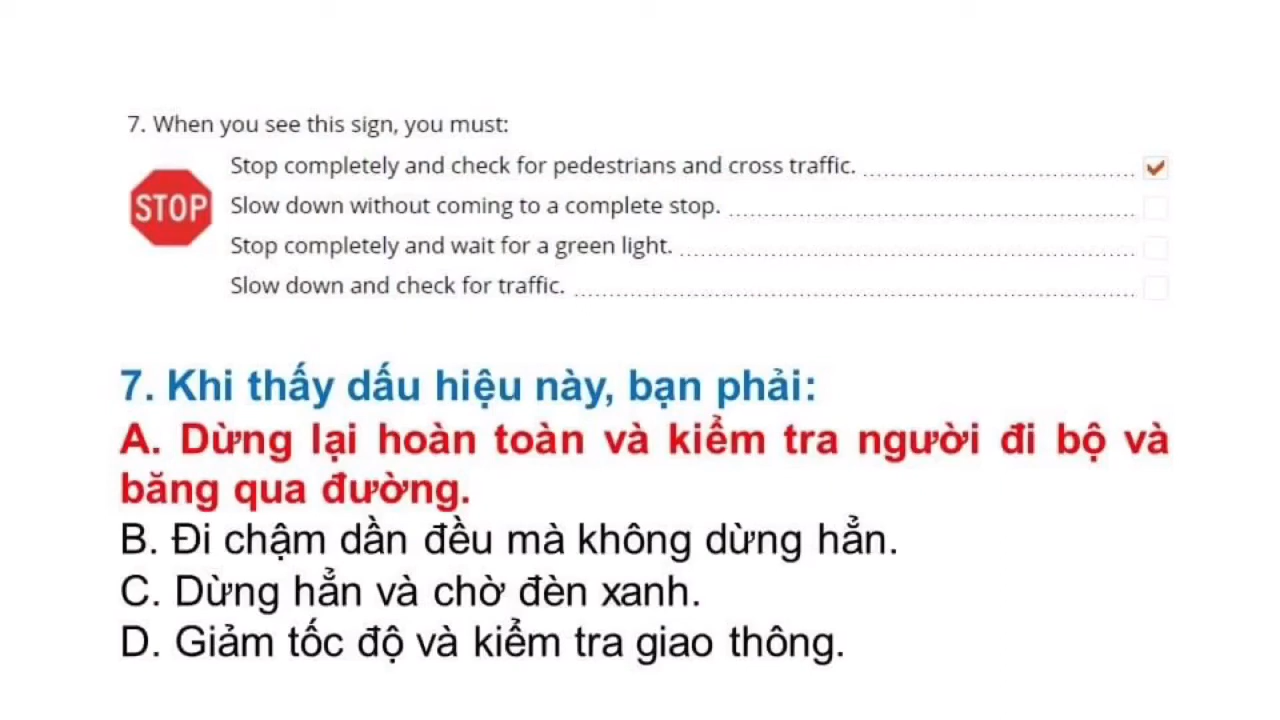 7. When you see this sign, you must:
Stop completely and check for pedestrians and cross traffic.
STOP
Slow down without coming to a complete stop.
Stop completely and wait for a green light.
Slow down and check for traffic.
7. Khi thấy dấu hiệu này, bạn phải:
A. Dừng lại hoàn toàn và kiểm tra người đi bộ và
băng qua đường.
B. Đi chậm dần đều mà không dừng hẳn.
C. Dừng hẳn và chờ đèn xanh.
D. Giảm tốc độ và kiểm tra giao thông.